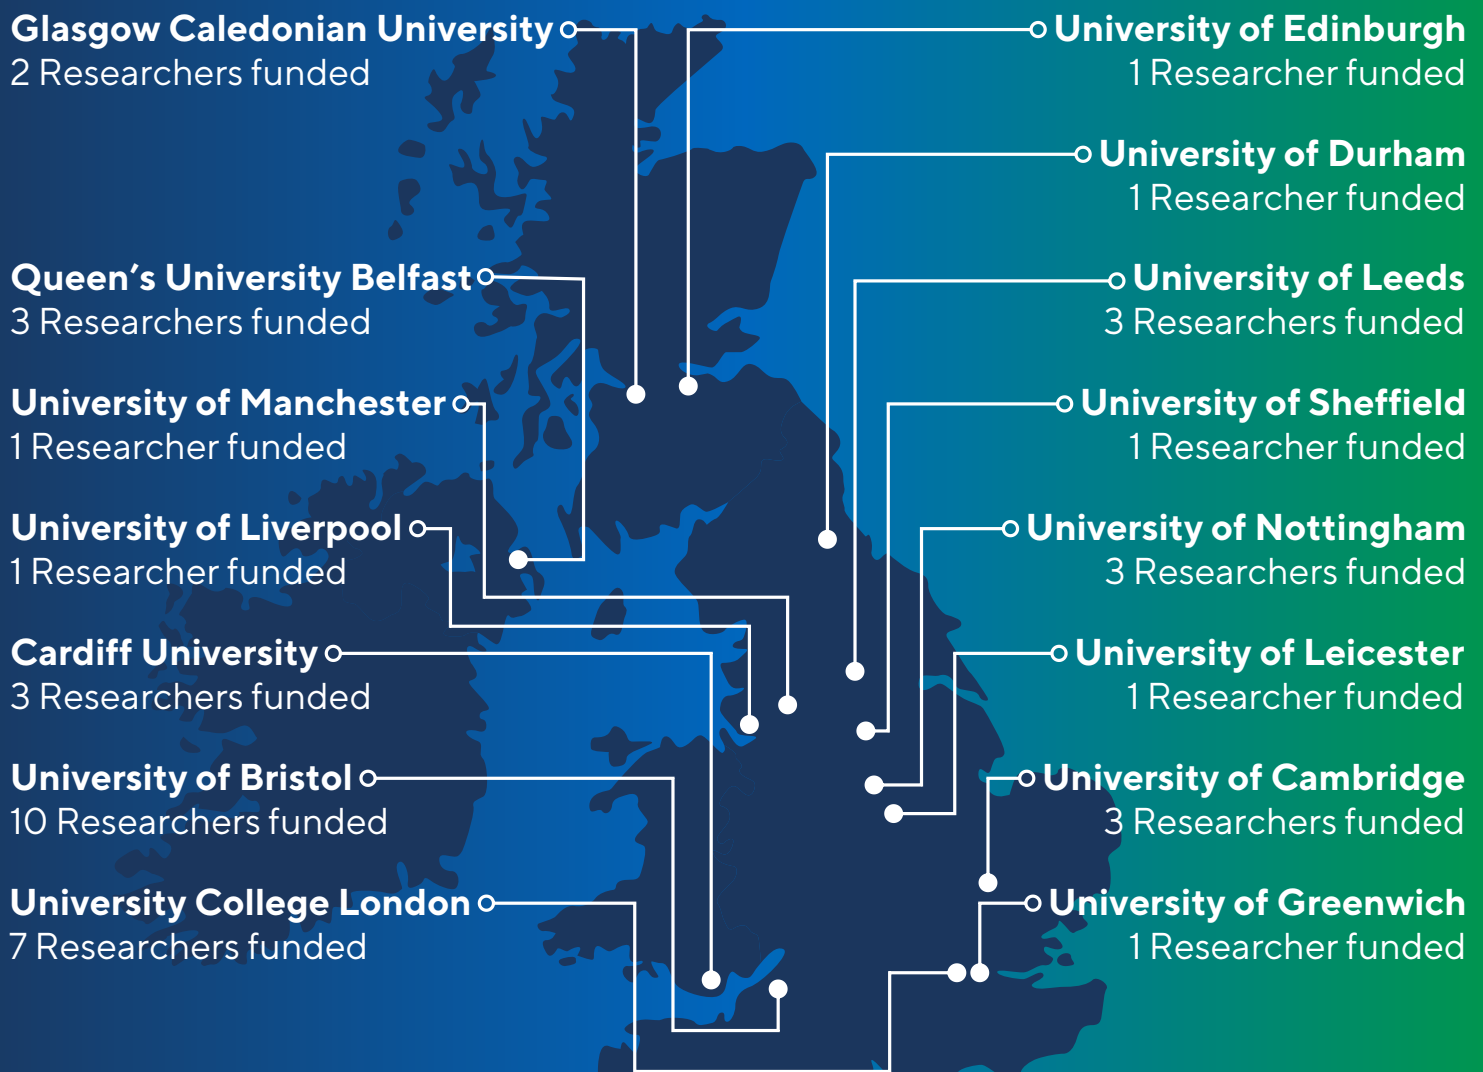 Glasgow Caledonian University
2 Researchers funded
Queen’s University Belfast
3 Researchers funded
University of Manchester
1 Researcher funded
University of Liverpool
1 Researcher funded
Cardiff University
3 Researchers funded
University of Bristol
10 Researchers funded
University College London
7 Researchers funded
University of Edinburgh
1 Researcher funded
University of Durham
1 Researcher funded
University of Leeds
3 Researchers funded
University of Sheffield
1 Researcher funded
University of Nottingham
3 Researchers funded
University of Leicester
1 Researcher funded
University of Cambridge
3 Researchers funded
University of Greenwich
1 Researcher funded